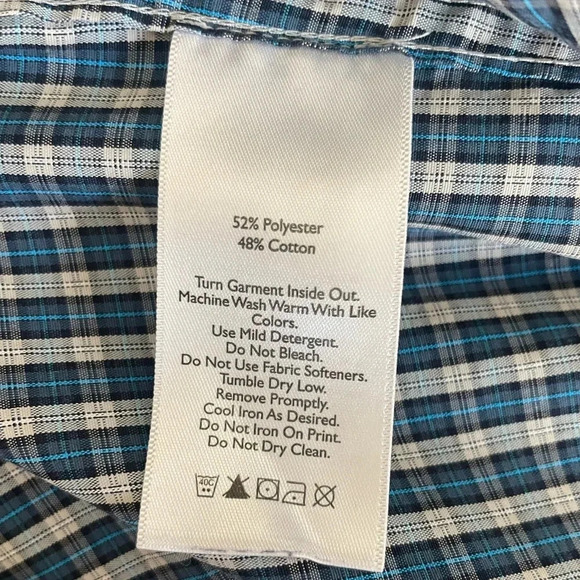 52% Polyester
48% Cotton
Turn Garment Inside Out.
Machine Wash Warm With Like
Colors.
Use Mild Detergent.
Do Not Bleach.
Do Not Use Fabric Softeners.
Tumble Dry Low.
Remove Promptly.
Cool Iron As Desired.
Do Not Iron On Print.
Do Not Dry Clean.
40C